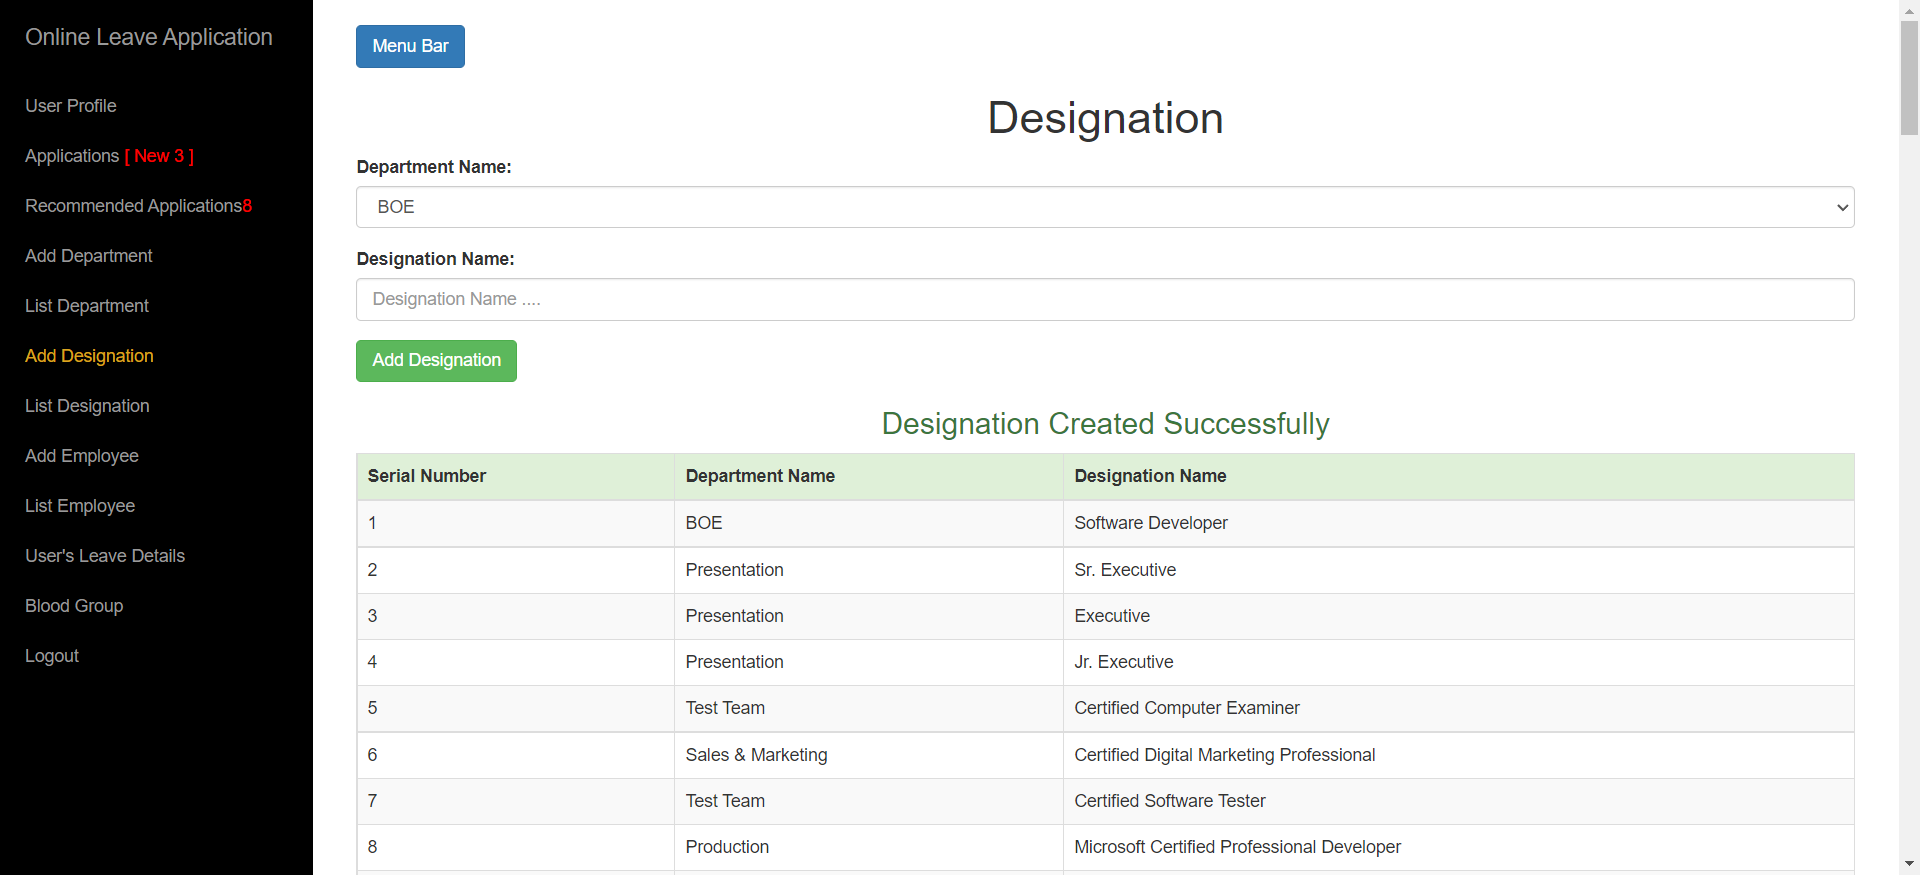 Online Leave Application
User Profile
Applications [ New 3 ]
Recommended Applications8
Add Department
List Department
Add Designation
List Designation
Add Employee
List Employee
User's Leave Details
Blood Group
Logout
Menu Bar
Designation
Department Name:
BOE
Designation Name:
Designation Name ....
Add Designation
Designation Created Successfully
Serial Number Department Name Designation Name
1 BOE Software Developer
2 Presentation Sr. Executive
3 Presentation Executive
4 Presentation Jr. Executive
5 Test Team Certified Computer Examiner
6 Sales & Marketing Certified Digital Marketing Professional
7 Test Team Certified Software Tester
8 Production Microsoft Certified Professional Developer